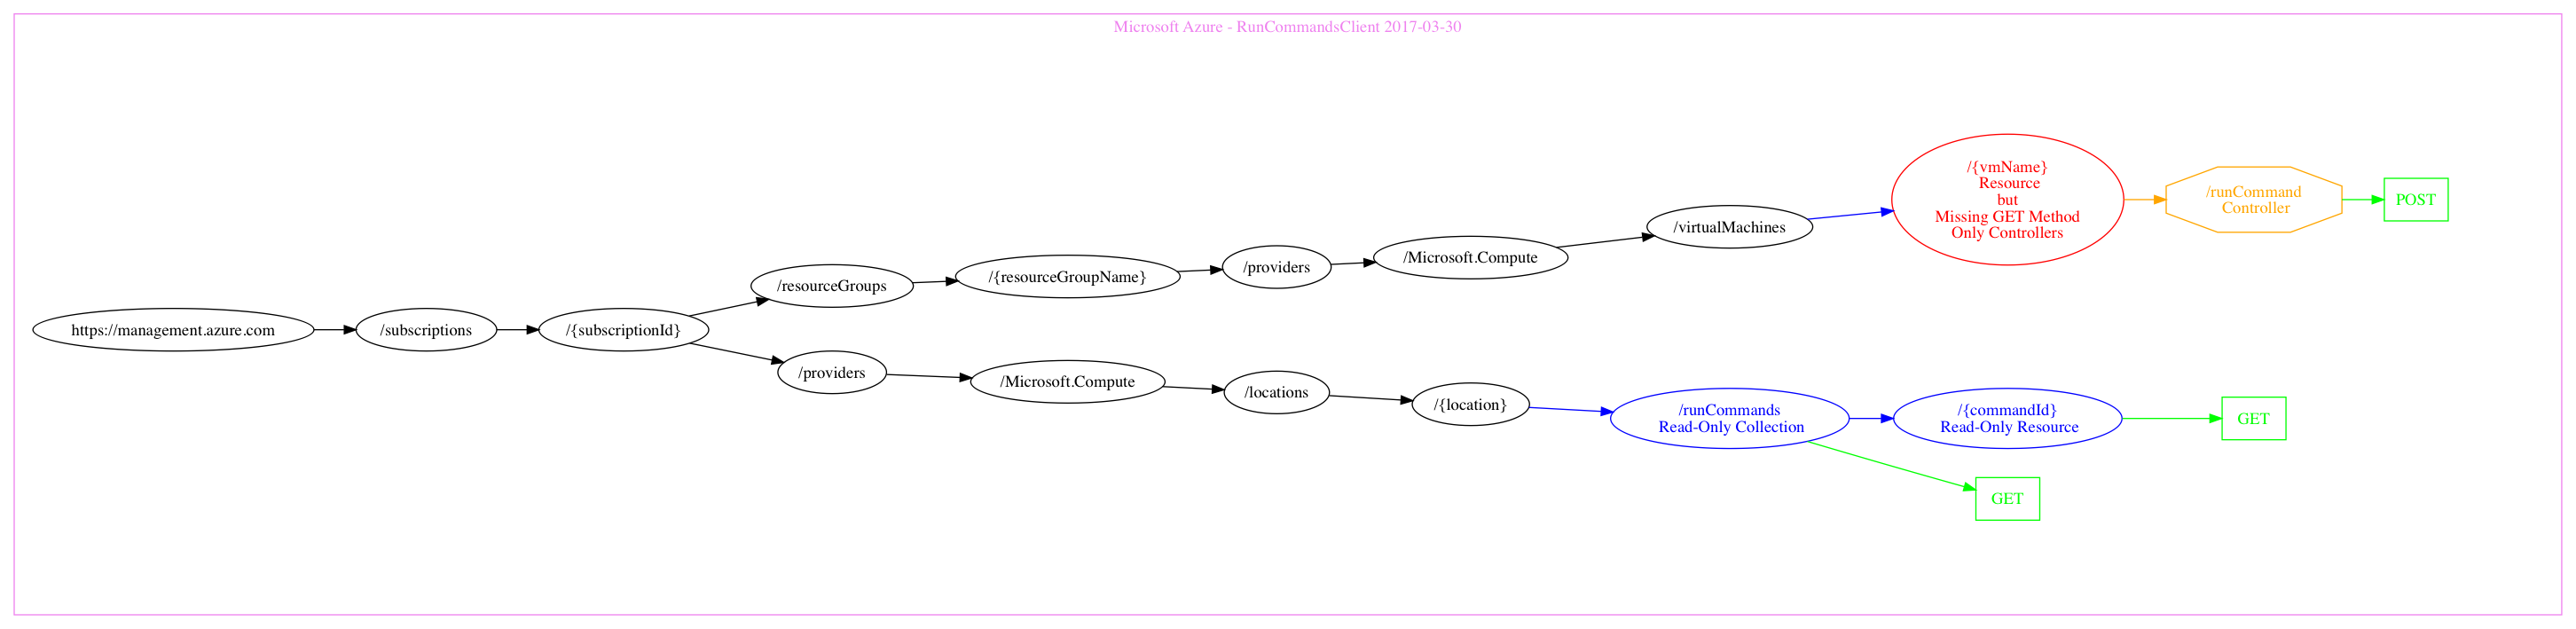 Microsoft Azure - RunCommandsClient 2017-03-30
https://management.azure.com
/subscriptions
/{subscriptionId}
/resourceGroups
/{resourceGroupName}
/providers
/Microsoft.Compute
/virtualMachines
/{vmName}
Resource
but
Missing GET Method
Only Controllers
/runCommand
Controller
POST
/providers
/Microsoft.Compute
/locations
/{location}
/runCommands
Read-Only Collection
/{commandId}
Read-Only Resource
GET
GET